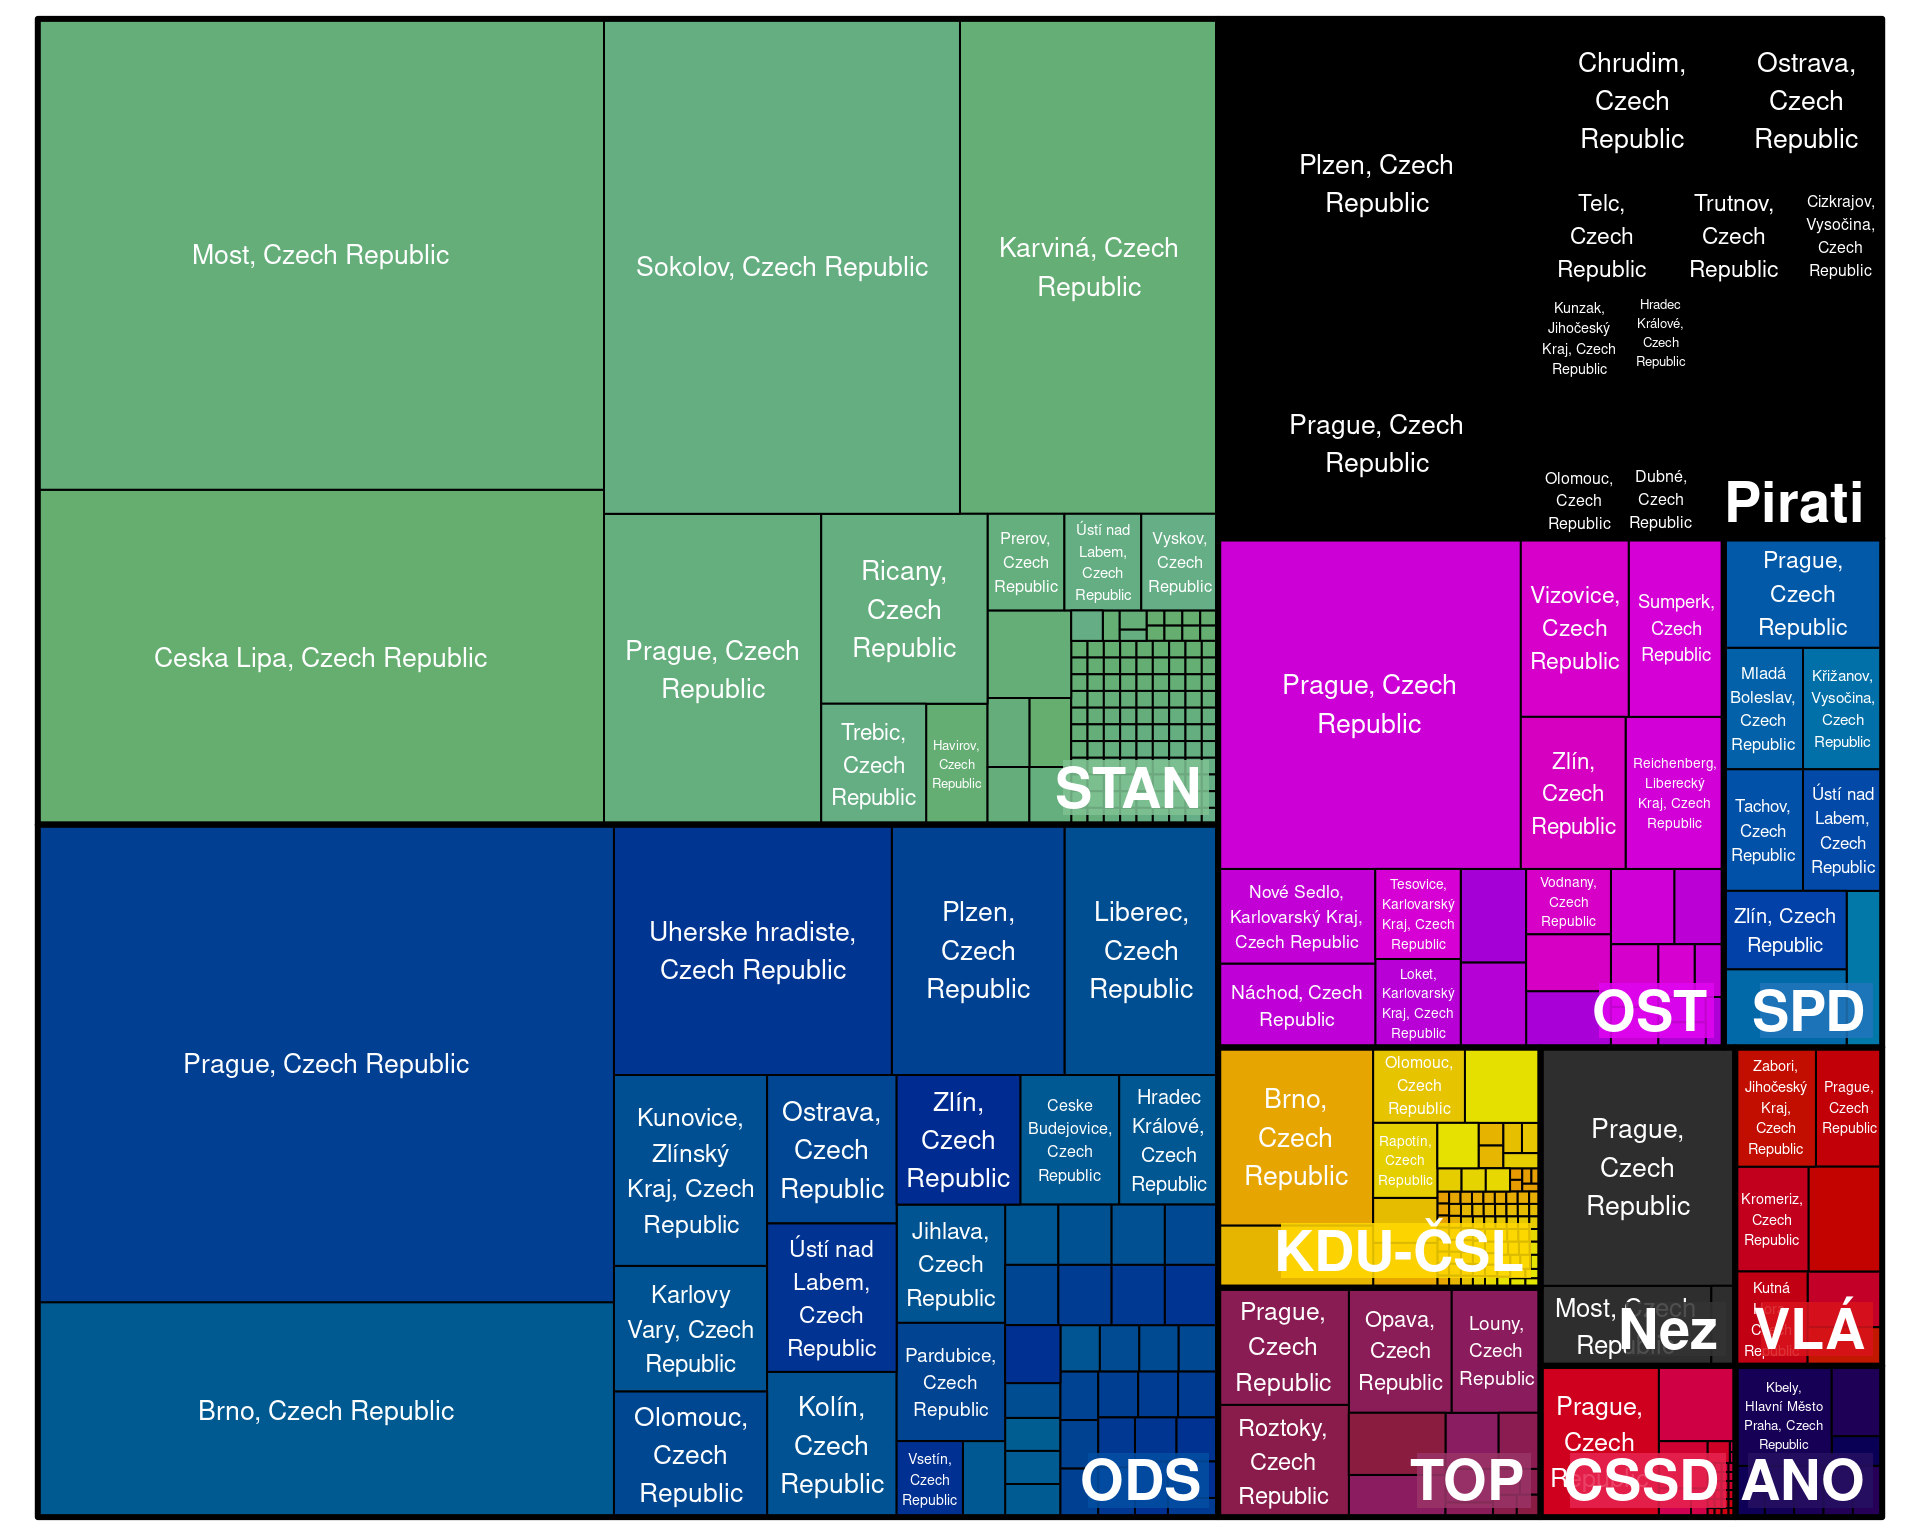 Most, Czech Republic
Ceska Lipa, Czech Republic
Sokolov, Czech Republic
Karviná, Czech
Republic
Prague, Czech
Republic
Ricany,
Czech
Republic
Trebic,
Czech
Republic
Havirov,
Czech
Republic
Prerov,
Czech
Republic
Ústí nad
Labem,
Czech
Republic
Vyskov,
Czech
Republic
STAN
Plzen, Czech
Republic
Prague, Czech
Republic
Chrudim,
Czech
Republic
Ostrava,
Czech
Republic
Telc,
Czech
Republic
Trutnov,
Czech
Republic
Cizkrajov,
Vysočina,
Czech
Republic
Kunzak,
Jihočeský
Kraj, Czech
Republic
Hradec
Králové,
Czech
Republic
Olomouc,
Czech
Republic
Dubné,
Czech
Republic
Pirati
Prague, Czech Republic
Brno, Czech Republic
Uherske hradiste,
Czech Republic
Plzen,
Czech
Republic
Liberec,
Czech
Republic
Kunovice,
Zlínský
Kraj, Czech
Republic
Karlovy
Vary, Czech
Republic
Olomouc,
Czech
Republic
Ostrava,
Czech
Republic
Ústí nad
Labem,
Czech
Republic
Kolín,
Czech
Republic
Zlín,
Czech
Republic
Ceske
Budejovice,
Czech
Republic
Hradec
Králové,
Czech
Republic
Jihlava,
Czech
Republic
Pardubice,
Czech
Republic
Vsetín,
Czech
Republic
ODS
Prague, Czech
Republic
Vizovice,
Czech
Republic
Sumperk,
Czech
Republic
Zlín,
Czech
Republic
Reichenberg,
Liberecký
Kraj, Czech
Republic
Nové Sedlo,
Karlovarský Kraj,
Czech Republic
Náchod, Czech
Republic
Tesovice,
Karlovarský
Kraj, Czech
Republic
Loket,
Karlovarský
Kraj, Czech
Republic
Vodnany,
Czech
Republic
OST
Prague,
Czech
Republic
Mladá
Boleslav,
Czech
Republic
Křižanov,
Vysočina,
Czech
Republic
Tachov,
Czech
Republic
Ústí nad
Labem,
Czech
Republic
Zlín, Czech
Republic
SPD
Brno,
Czech
Republic
Olomouc,
Czech
Republic
Rapotín,
Czech
Republic
KDU-ČSL
Prague,
Czech
Republic
Most, Czech
Republic
Nez
Zabori,
Jihočeský
Kraj,
Czech
Republic
Prague,
Czech
Republic
Kromeriz,
Czech
Republic
Kutná
Hora,
Czech
Republic
VLÁ
Prague,
Czech
Republic
Roztoky,
Czech
Republic
Opava,
Czech
Republic
Louny,
Czech
Republic
TOP
Prague,
Czech
Republic
CSSD
Kbely,
Hlavní Město
Praha, Czech
Republic
ANO